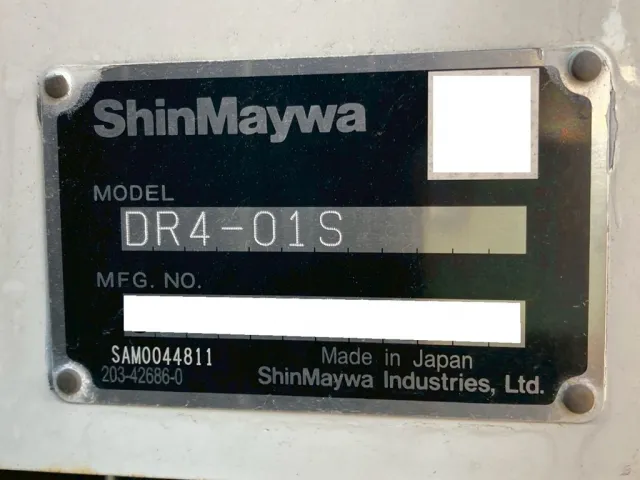 ShinMaywa
MODEL
DR4-01S
MFG. NO.
SAM0044811
203-42686-0
Made in Japan
ShinMaywa Industries, Ltd.